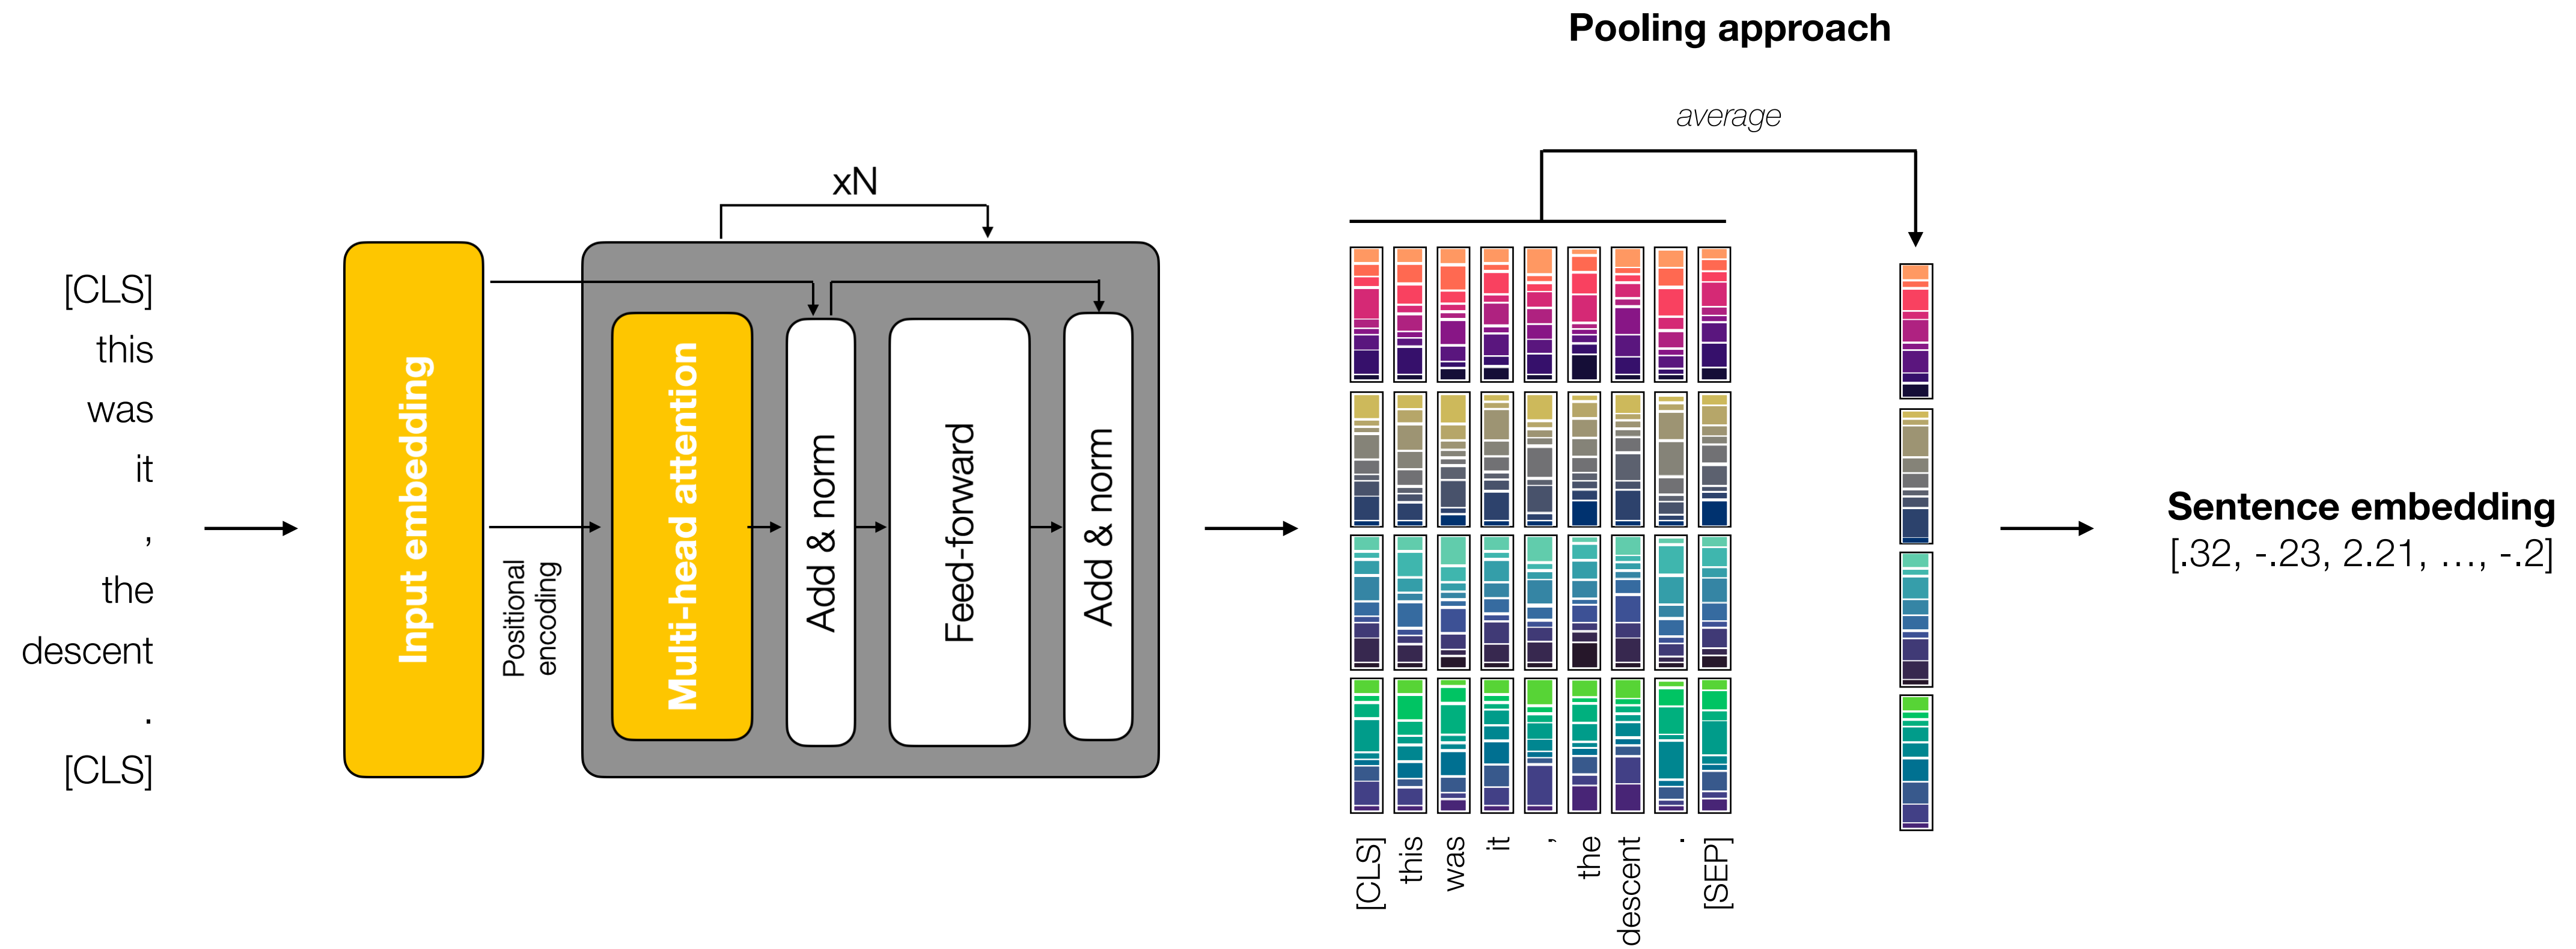 Pooling approach
average
xN
[CLS]
this
was
it
,
the
descent
.
[CLS]
Input embedding
Positional
encoding
Multi-head attention
Add & norm
Feed-forward
Add & norm
[CLS]
this
was
it
,
the
descent
.
[SEP]
Sentence embedding
[.32, -.23, 2.21, …, -.2]